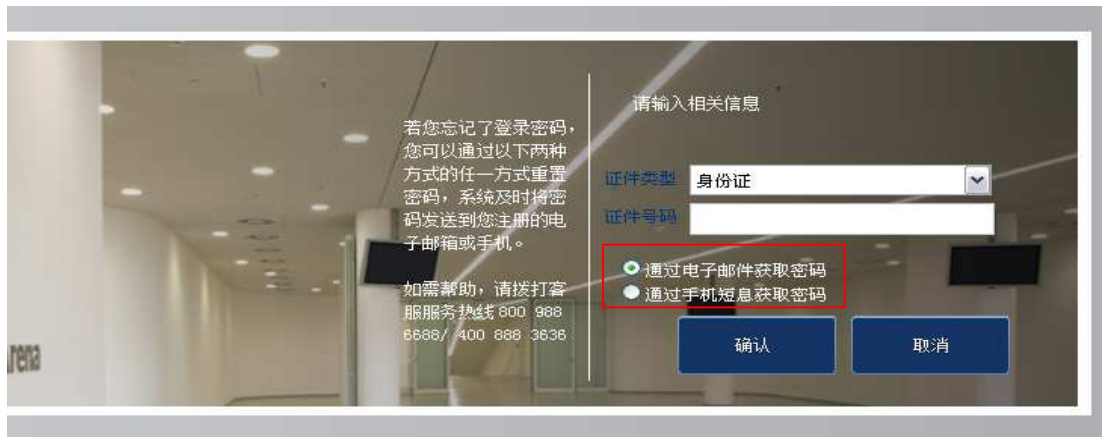 若您忘记了登录密码，
您可以通过以下两种
方式的任一方式重置
密码，系统及时将密
码发送到您注册的电
子邮箱或手机。
如需帮助，请拨打客
服服务热线 800 988
6688/ 400 888 3636
请输入相关信息
证件类型 身份证
证件号码
通过电子邮件获取密码
通过手机短息获取密码
确认 取消
rena